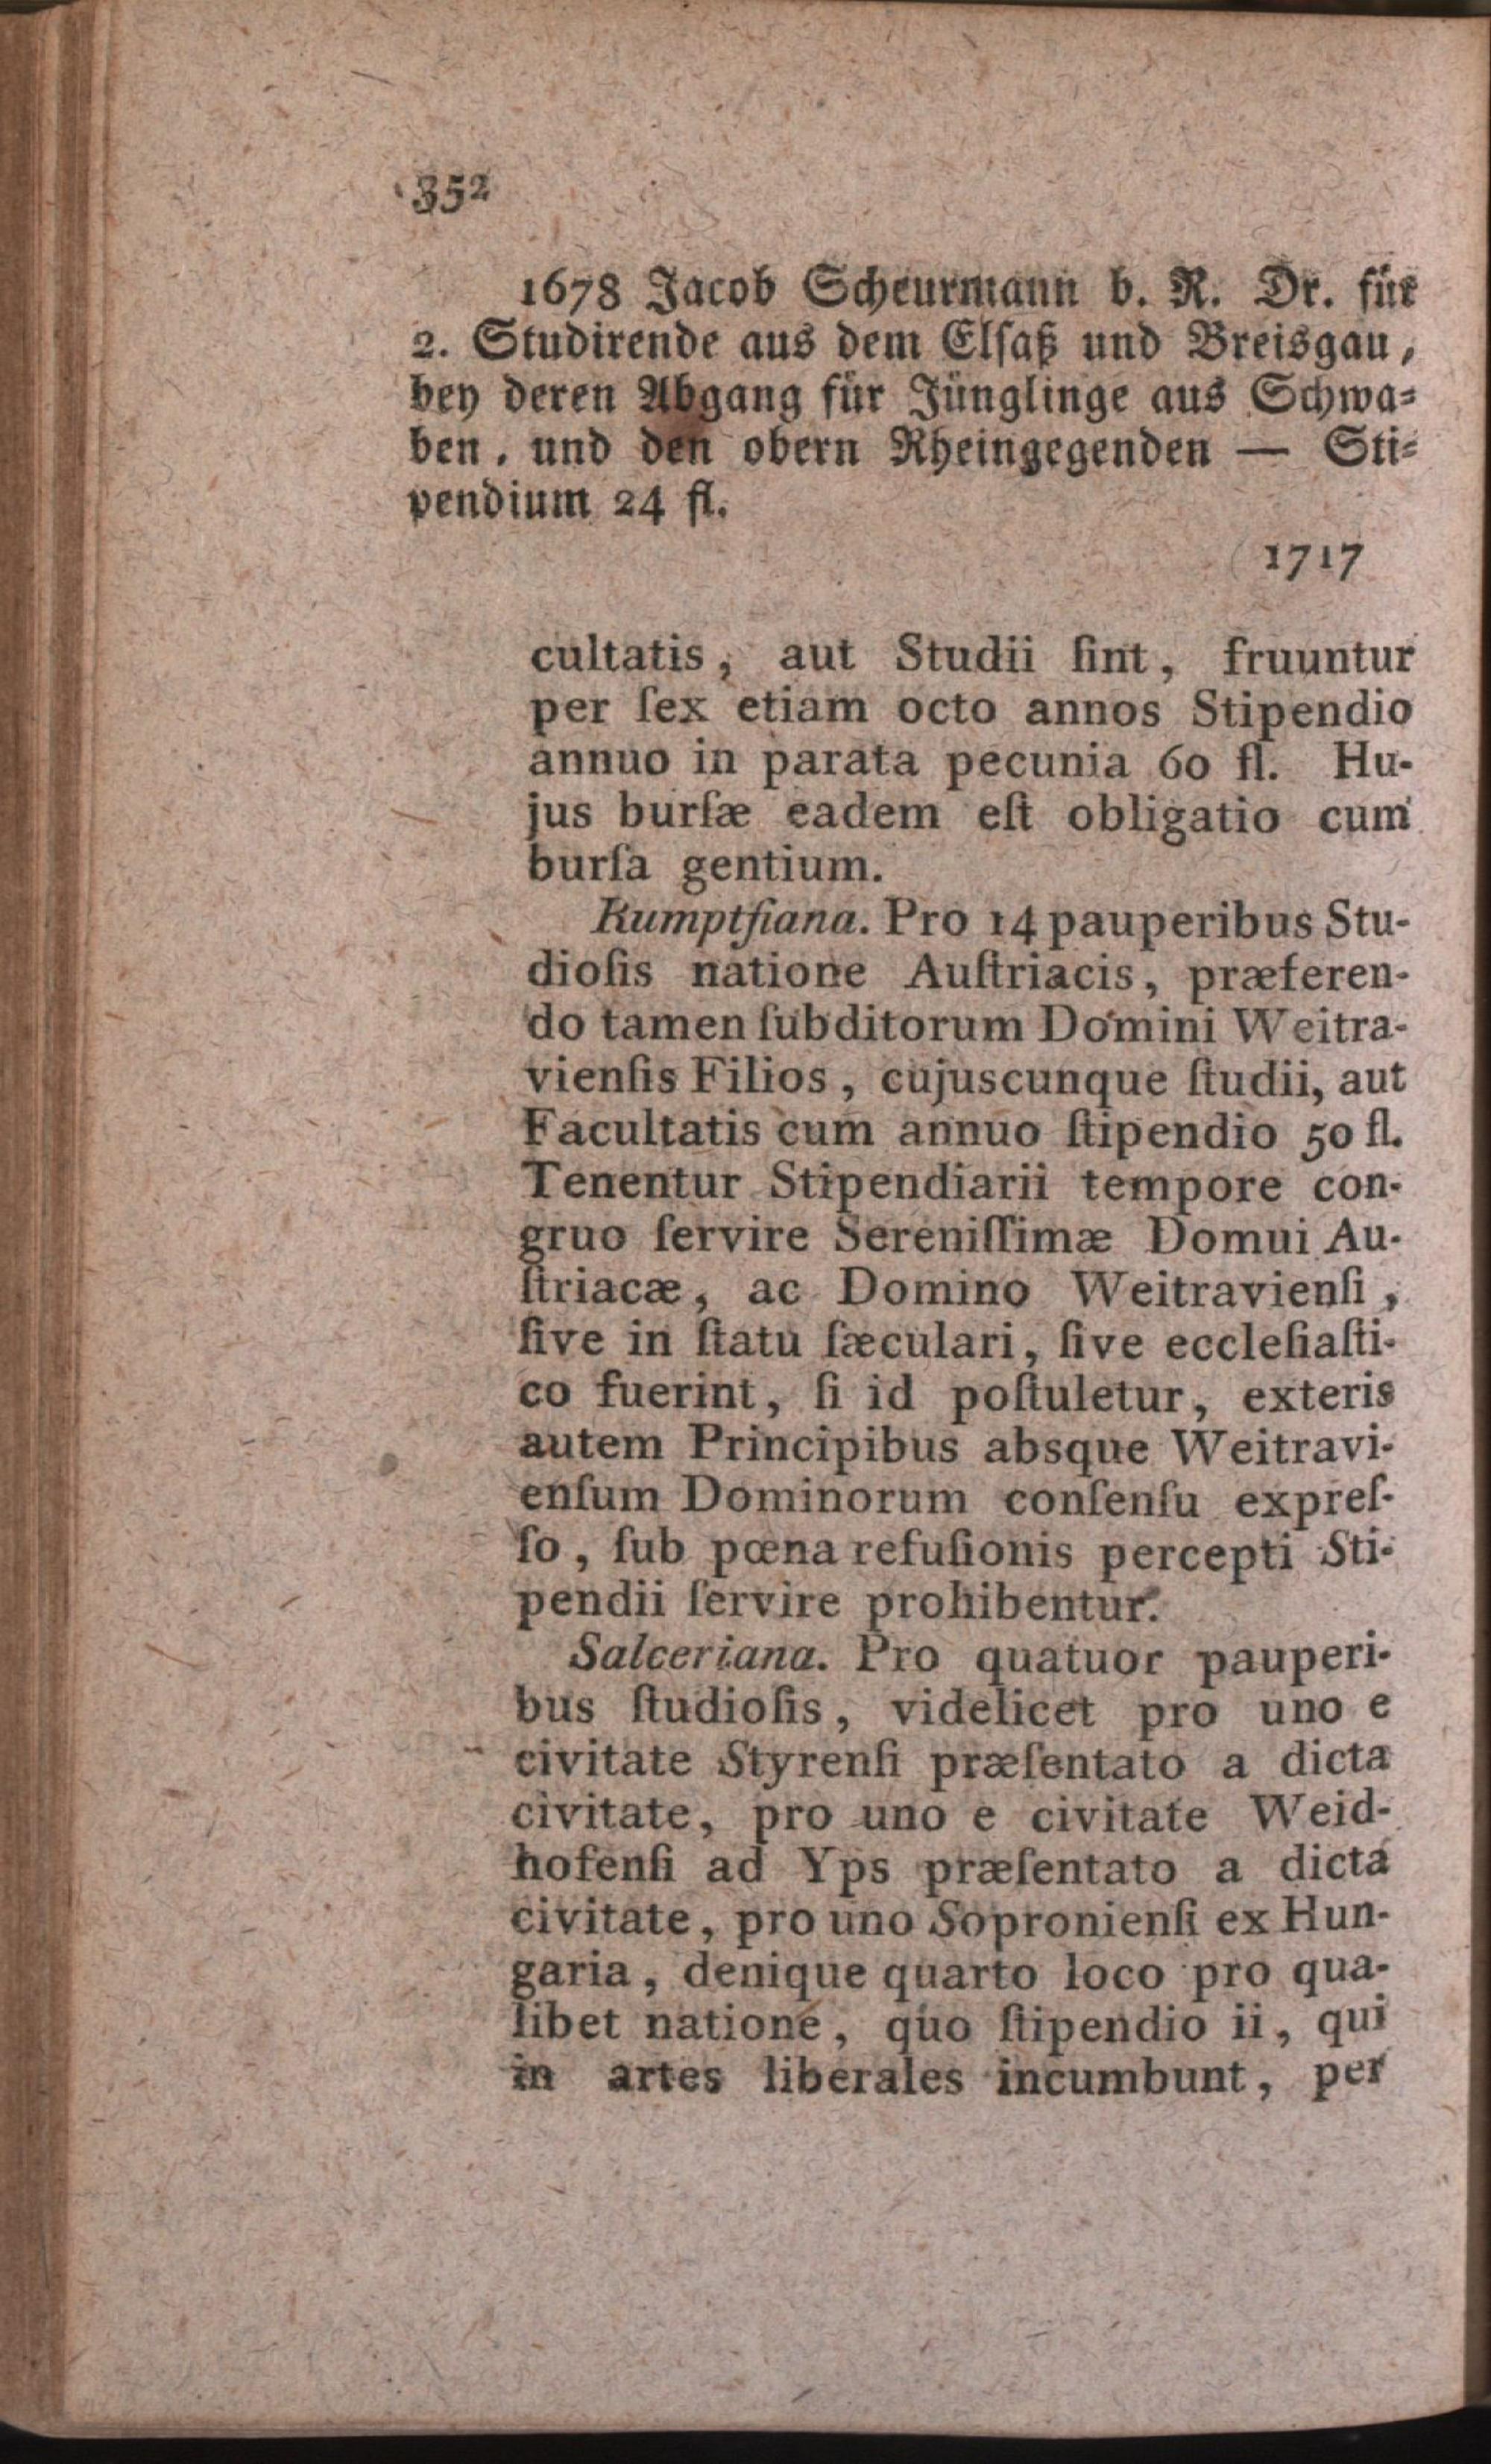 352
1678 Jacob Scheurmann b. R. Dr. für
2. Studirende aus dem Elſaß und Breisgau,
bey deren Abgang für Jünglinge aus Schwa⸗
ben, und den obern Rheingegenden — Sti⸗
pendium 24 fl.
1717
cultatis, aut Studii ſint, fruuntur
per ſex etiam octo annos Stipendio
annuo in parata pecunia 60 fl. Hu-
jus burſæ eadem eſt obligatio cum
burſa gentium.
Rumptſiana. Pro 14 pauperibus Stu-
dioſis natione Auſtriacis, præferen-
do tamen ſubditorum Domini Weitra-
vienſis Filios, cujuscunque ſtudii, aut
Facultatis cum annuo ſtipendio 50 fl.
Tenentur Stipendiarii tempore con-
gruo ſervire Sereniſſimæ Domui Au-
ſtriacæ, ac Domino Weitravienſi,
ſive in ſtatu ſæculari, ſive eccleſiaſti-
co fuerint, ſi id poſtuletur, exteris
autem Principibus absque Weitravi-
enſum Dominorum conſenſu expreſ-
ſo, ſub pœna refuſionis percepti Sti-
pendii ſervire prohibentur.
Salceriana. Pro quatuor pauperi-
bus ſtudioſis, videlicet pro uno e
civitate Styrenſi præſentato a dicta
civitate, pro uno e civitate Weid-
hofenſi ad Yps præſentato a dicta
civitate, pro uno Sopronienſi ex Hun-
garia, denique quarto loco pro qua-
libet natione, quo ſtipendio ii, qui
in artes liberales incumbunt, per